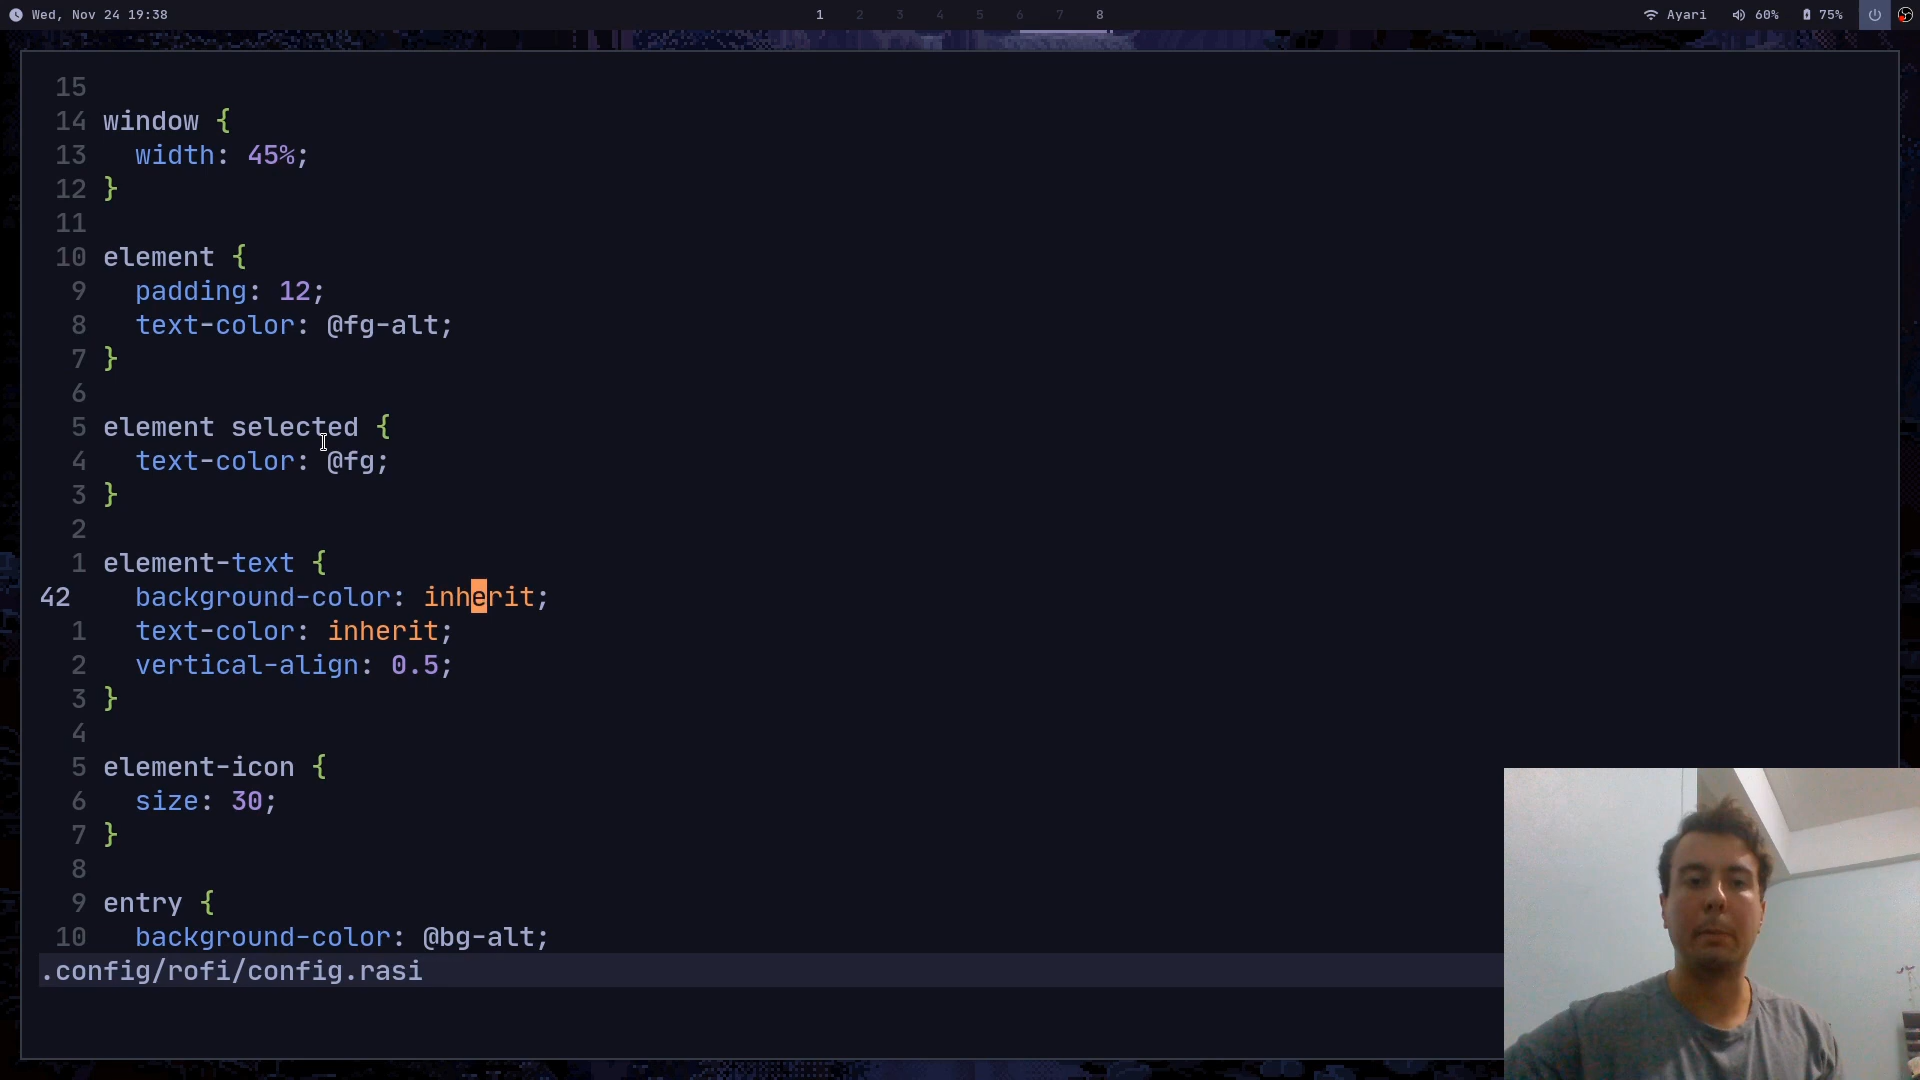 Wed, Nov 24 19:38 1 2 3 4 5 6 7 8 Ayari 60% 75%
15
14 window {
13 width: 45%;
12 }
11
10 element {
9 padding: 12;
8 text-color: @fg-alt;
7 }
6
5 element selected {
4 text-color: @fg;
3 }
2
1 element-text {
42 background-color: inherit;
1 text-color: inherit;
2 vertical-align: 0.5;
3 }
4
5 element-icon {
6 size: 30;
7 }
8
9 entry {
10 background-color: @bg-alt;
.config/rofi/config.rasi